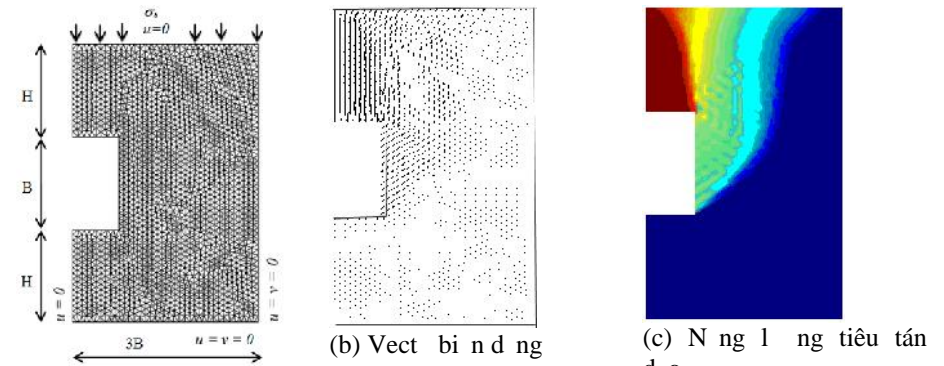 σs
u=0
H
B
H
u = 0
u = v = 0
3B
u = v = 0
(b) Vect bi n d ng
(c) N ng l ng tiêu tán